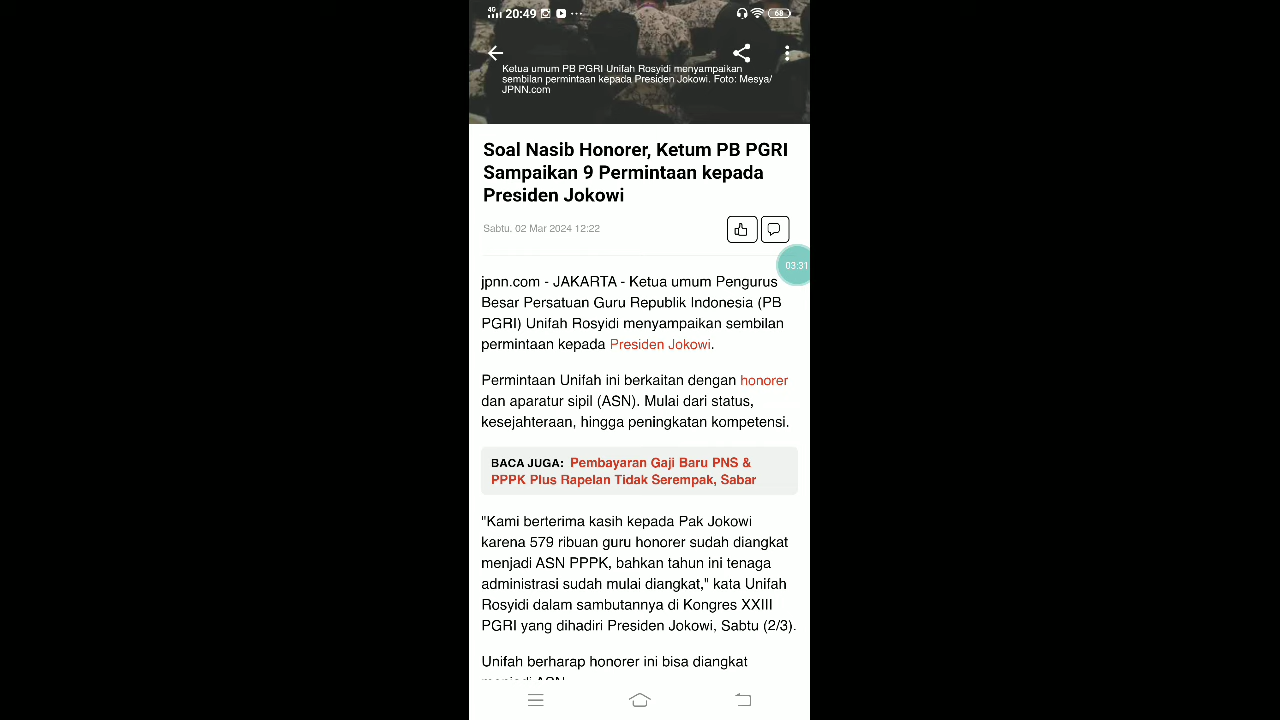 4G 20:49 68
Ketua umum PB PGRI Unifah Rosyidi menyampaikan
sembilan permintaan kepada Presiden Jokowi. Foto: Mesya/
JPNN.com
Soal Nasib Honorer, Ketum PB PGRI
Sampaikan 9 Permintaan kepada
Presiden Jokowi
Sabtu, 02 Mar 2024 12:22
03:31
jpnn.com - JAKARTA - Ketua umum Pengurus
Besar Persatuan Guru Republik Indonesia (PB
PGRI) Unifah Rosyidi menyampaikan sembilan
permintaan kepada Presiden Jokowi.
Permintaan Unifah ini berkaitan dengan honorer
dan aparatur sipil (ASN). Mulai dari status,
kesejahteraan, hingga peningkatan kompetensi.
BACA JUGA: Pembayaran Gaji Baru PNS &
PPPK Plus Rapelan Tidak Serempak, Sabar
"Kami berterima kasih kepada Pak Jokowi
karena 579 ribuan guru honorer sudah diangkat
menjadi ASN PPPK, bahkan tahun ini tenaga
administrasi sudah mulai diangkat," kata Unifah
Rosyidi dalam sambutannya di Kongres XXIII
PGRI yang dihadiri Presiden Jokowi, Sabtu (2/3).
Unifah berharap honorer ini bisa diangkat
menjadi ASN